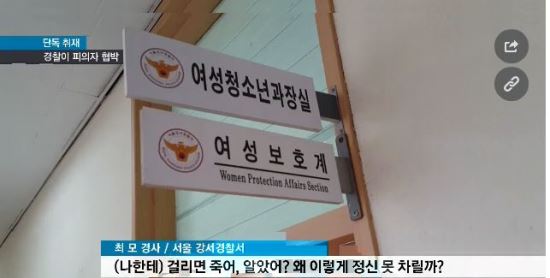 단독 취재
경찰이 피의자 협박
여성청소년과장실
여성보호계
Women Protection Affairs Section
최 모 경사 / 서울 강서경찰서
(나한테) 걸리면 죽어, 알았어? 왜 이렇게 정신 못 차릴까?